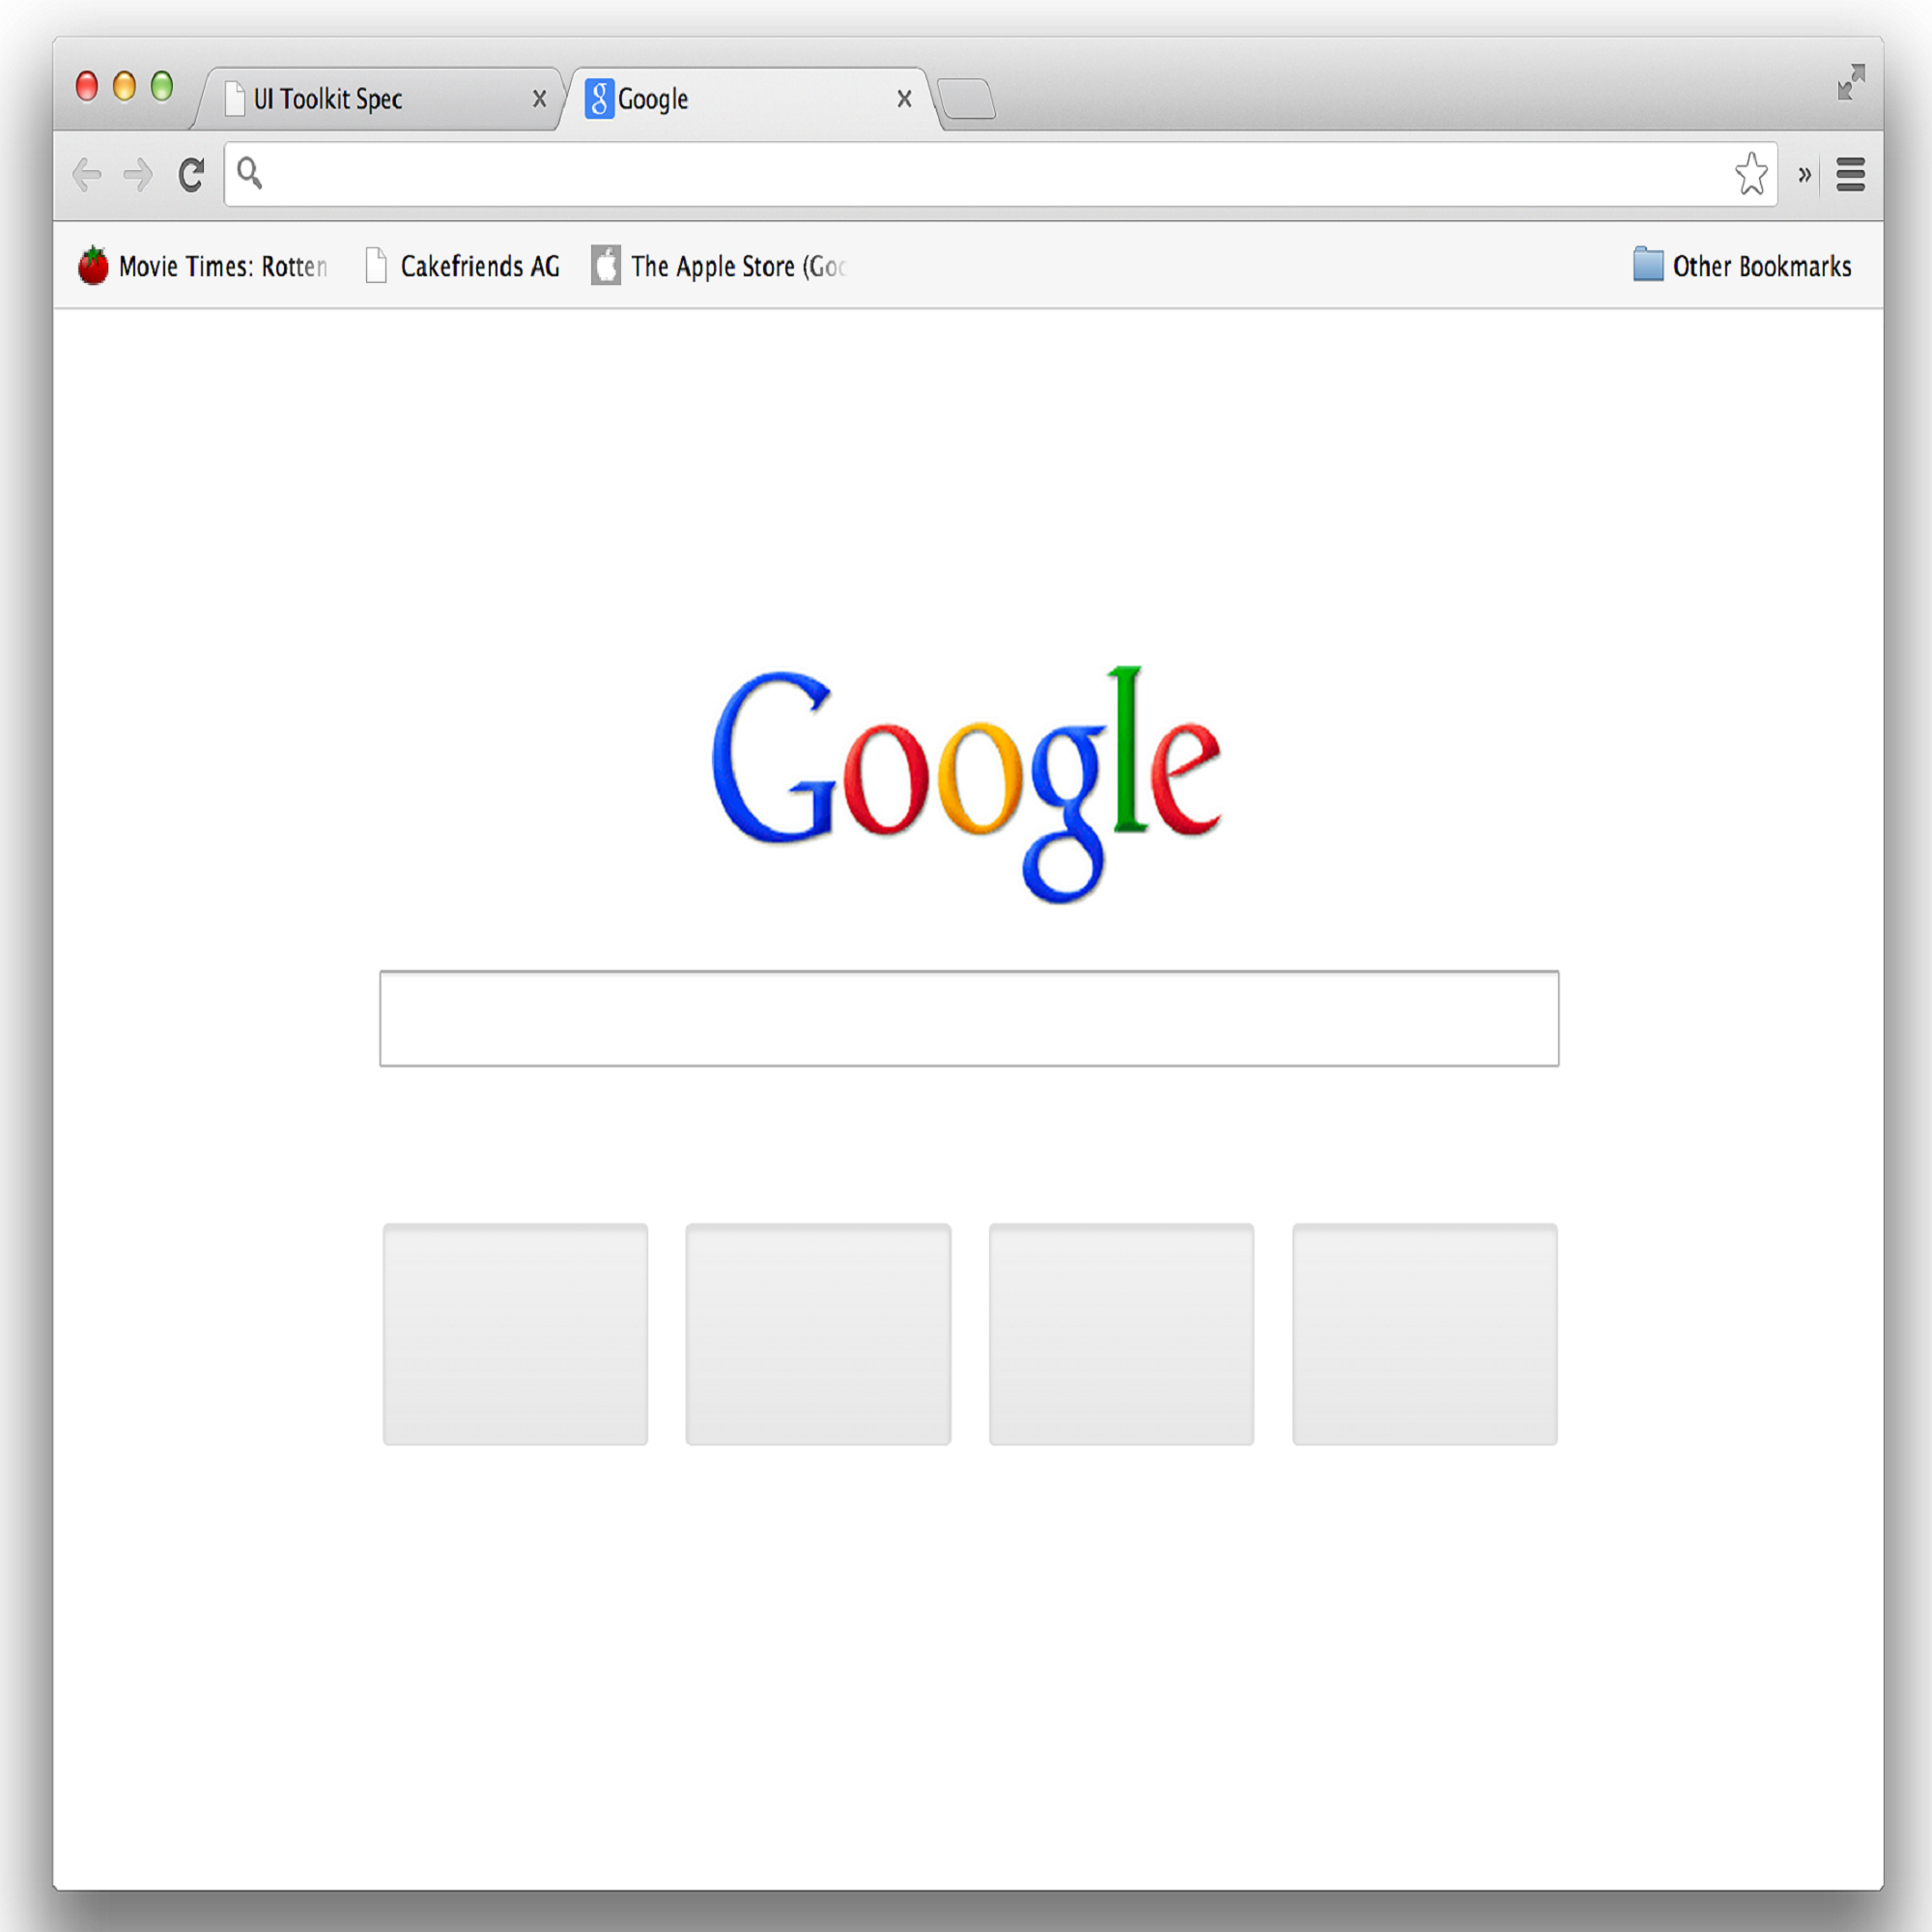 UI Toolkit Spec
Google
Movie Times: Rotten
Cakefriends AG
The Apple Store (Goo
Other Bookmarks
Google